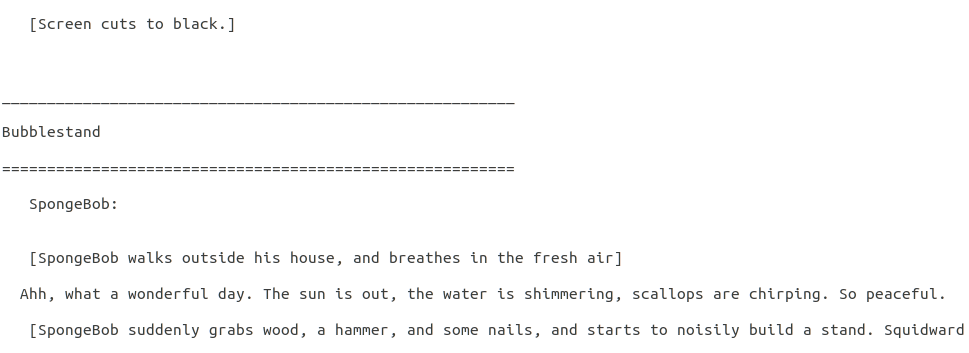 [Screen cuts to black.]
_________________________________________________________
Bubblestand
=========================================================
SpongeBob:
[SpongeBob walks outside his house, and breathes in the fresh air]
Ahh, what a wonderful day. The sun is out, the water is shimmering, scallops are chirping. So peaceful.
[SpongeBob suddenly grabs wood, a hammer, and some nails, and starts to noisily build a stand. Squidward